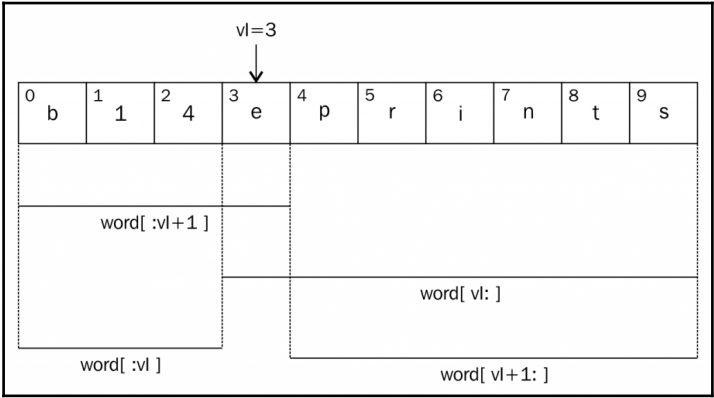 vl=3
0 1 2 3 4 5 6 7 8 9
b 1 4 e p r i n t s
word[ :vl+1 ]
word[ vl: ]
word[ :vl ]
word[ vl+1: ]